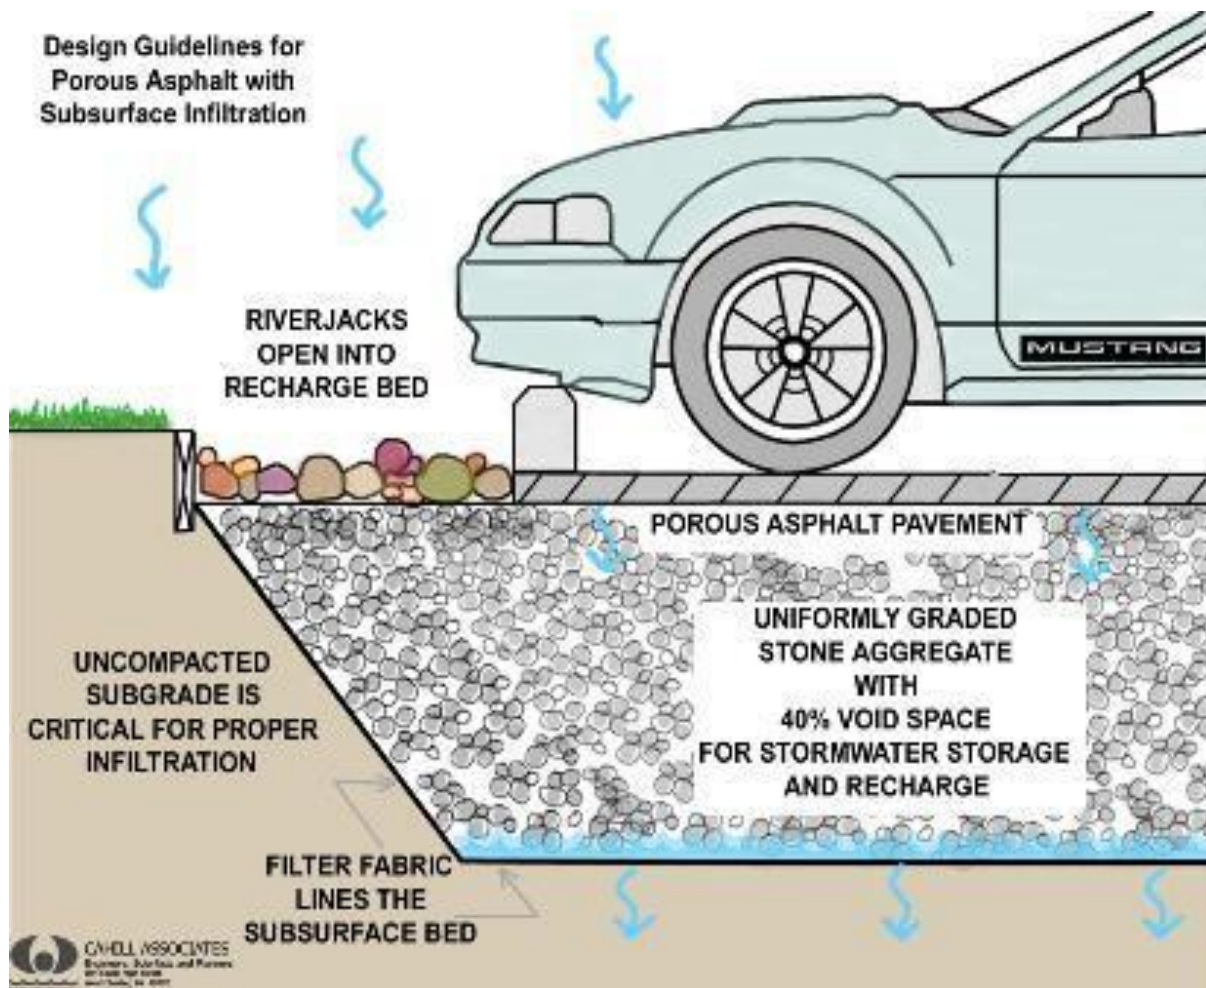 Design Guidelines for
Porous Asphalt with
Subsurface Infiltration
RIVERJACKS
OPEN INTO
RECHARGE BED
MUSTANG
POROUS ASPHALT PAVEMENT
UNIFORMLY GRADED
STONE AGGREGATE
WITH
40% VOID SPACE
FOR STORMWATER STORAGE
AND RECHARGE
UNCOMPACTED
SUBGRADE IS
CRITICAL FOR PROPER
INFILTRATION
FILTER FABRIC
LINES THE
SUBSURFACE BED
CAHILL ASSOCIATES